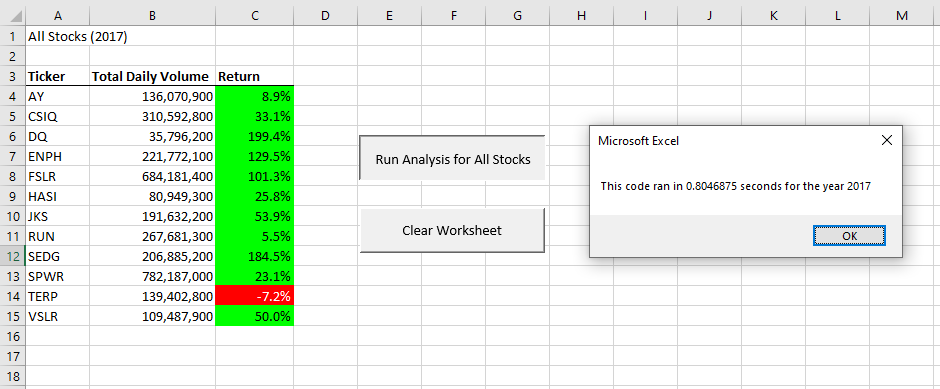 A B C D E F G H I J K L M
1 All Stocks (2017)
2
3 Ticker Total Daily Volume Return
4 AY 136,070,900 8.9%
5 CSIQ 310,592,800 33.1%
6 DQ 35,796,200 199.4%
7 ENPH 221,772,100 129.5%
8 FSLR 684,181,400 101.3%
9 HASI 80,949,300 25.8%
10 JKS 191,632,200 53.9%
11 RUN 267,681,300 5.5%
12 SEDG 206,885,200 184.5%
13 SPWR 782,187,000 23.1%
14 TERP 139,402,800 -7.2%
15 VSLR 109,487,900 50.0%
16
17
18
Run Analysis for All Stocks
Clear Worksheet
Microsoft Excel
This code ran in 0.8046875 seconds for the year 2017
OK